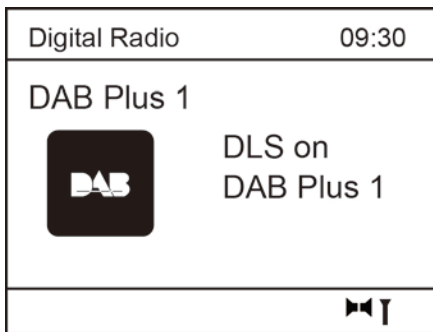 Digital Radio 09:30
DAB Plus 1
DAB
DLS on
DAB Plus 1